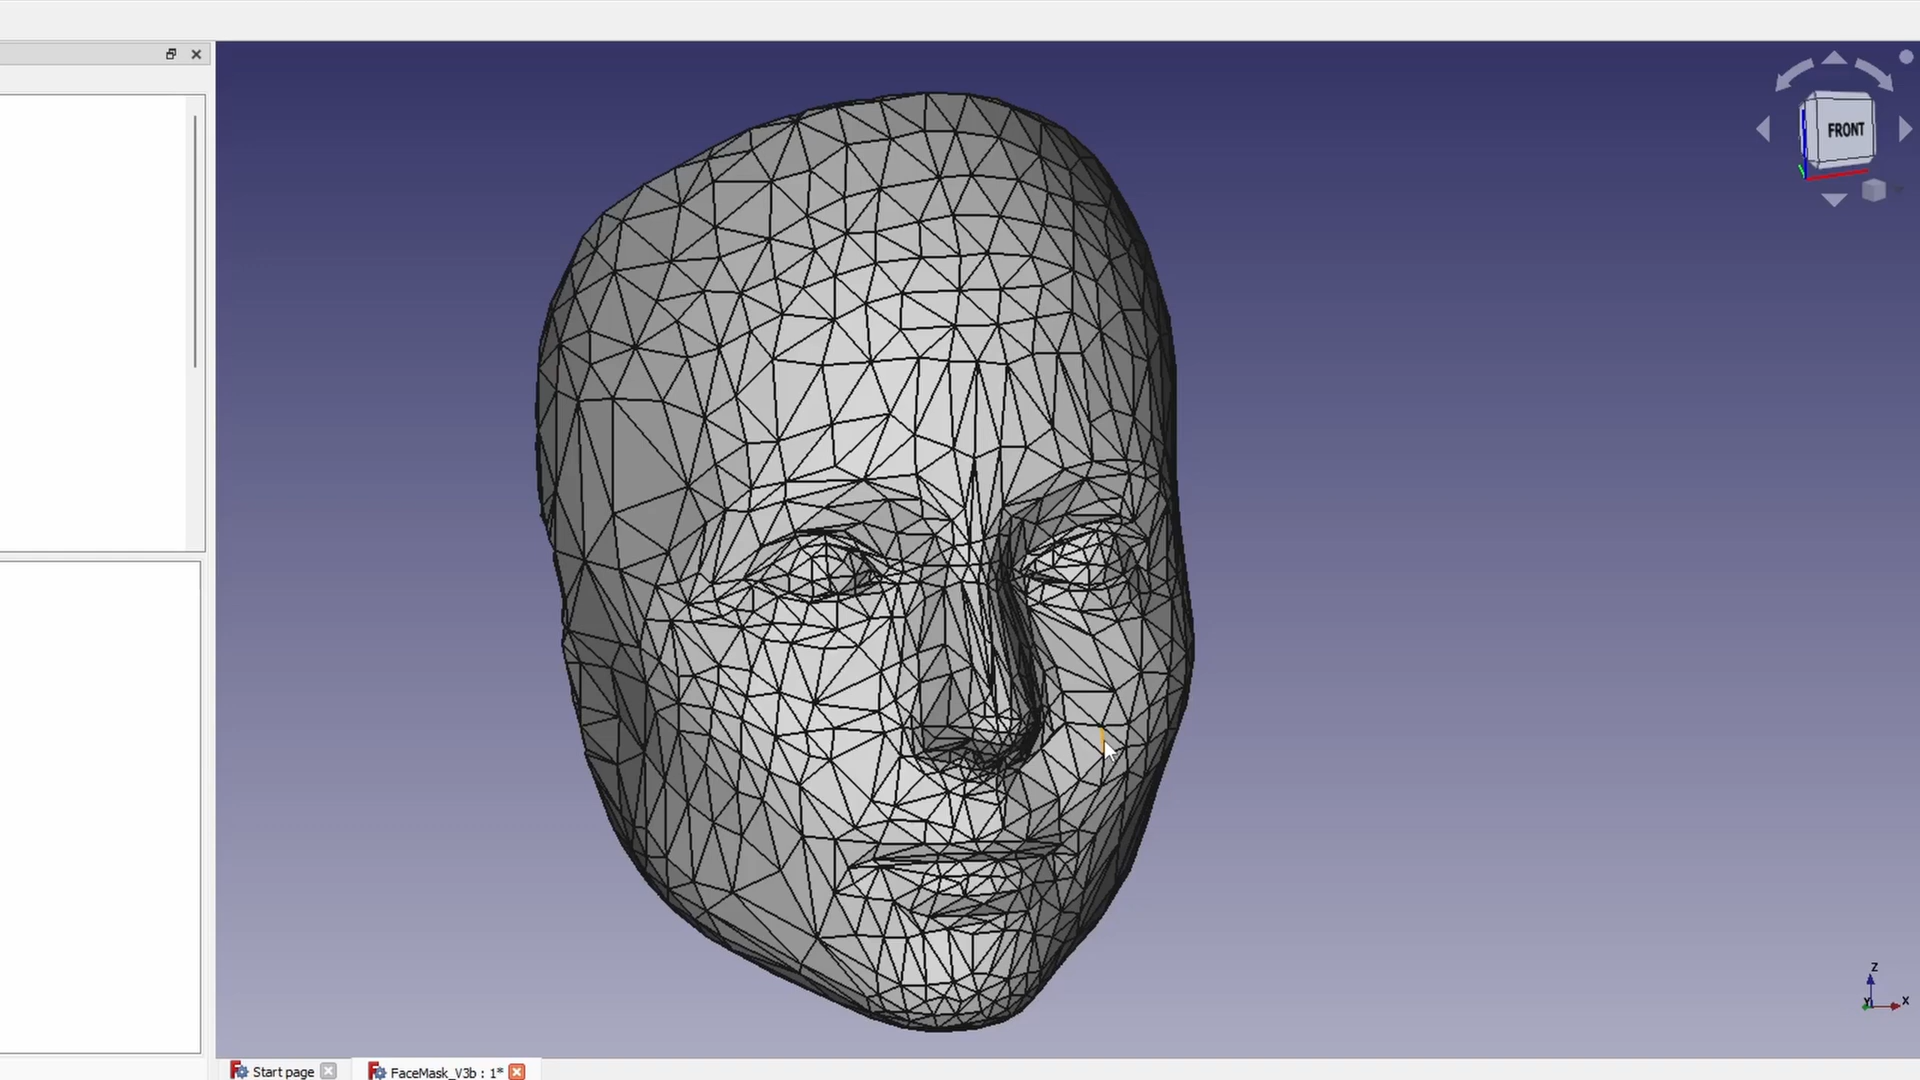 FRONT
Z
Y
X
Start page
FaceMask_V3b : 1*